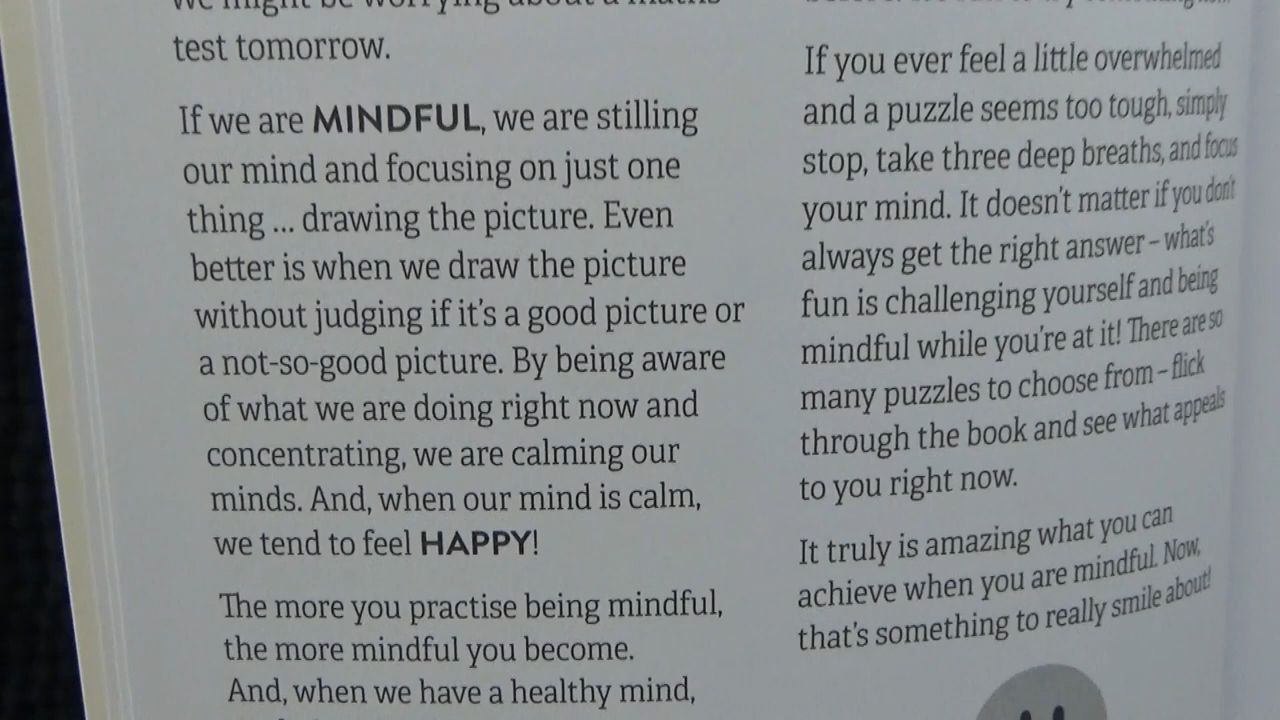 we might be worrying about a maths
test tomorrow.
If we are MINDFUL, we are stilling
our mind and focusing on just one
thing ... drawing the picture. Even
better is when we draw the picture
without judging if it's a good picture or
a not-so-good picture. By being aware
of what we are doing right now and
concentrating, we are calming our
minds. And, when our mind is calm,
we tend to feel HAPPY!
The more you practise being mindful,
the more mindful you become.
And, when we have a healthy mind,
If you ever feel a little overwhelmed
and a puzzle seems too tough, simply
stop, take three deep breaths, and focus
your mind. It doesn't matter if you don't
always get the right answer – what's
fun is challenging yourself and being
mindful while you're at it! There are so
many puzzles to choose from – flick
through the book and see what appeals
to you right now.
It truly is amazing what you can
achieve when you are mindful. Now,
that's something to really smile about!